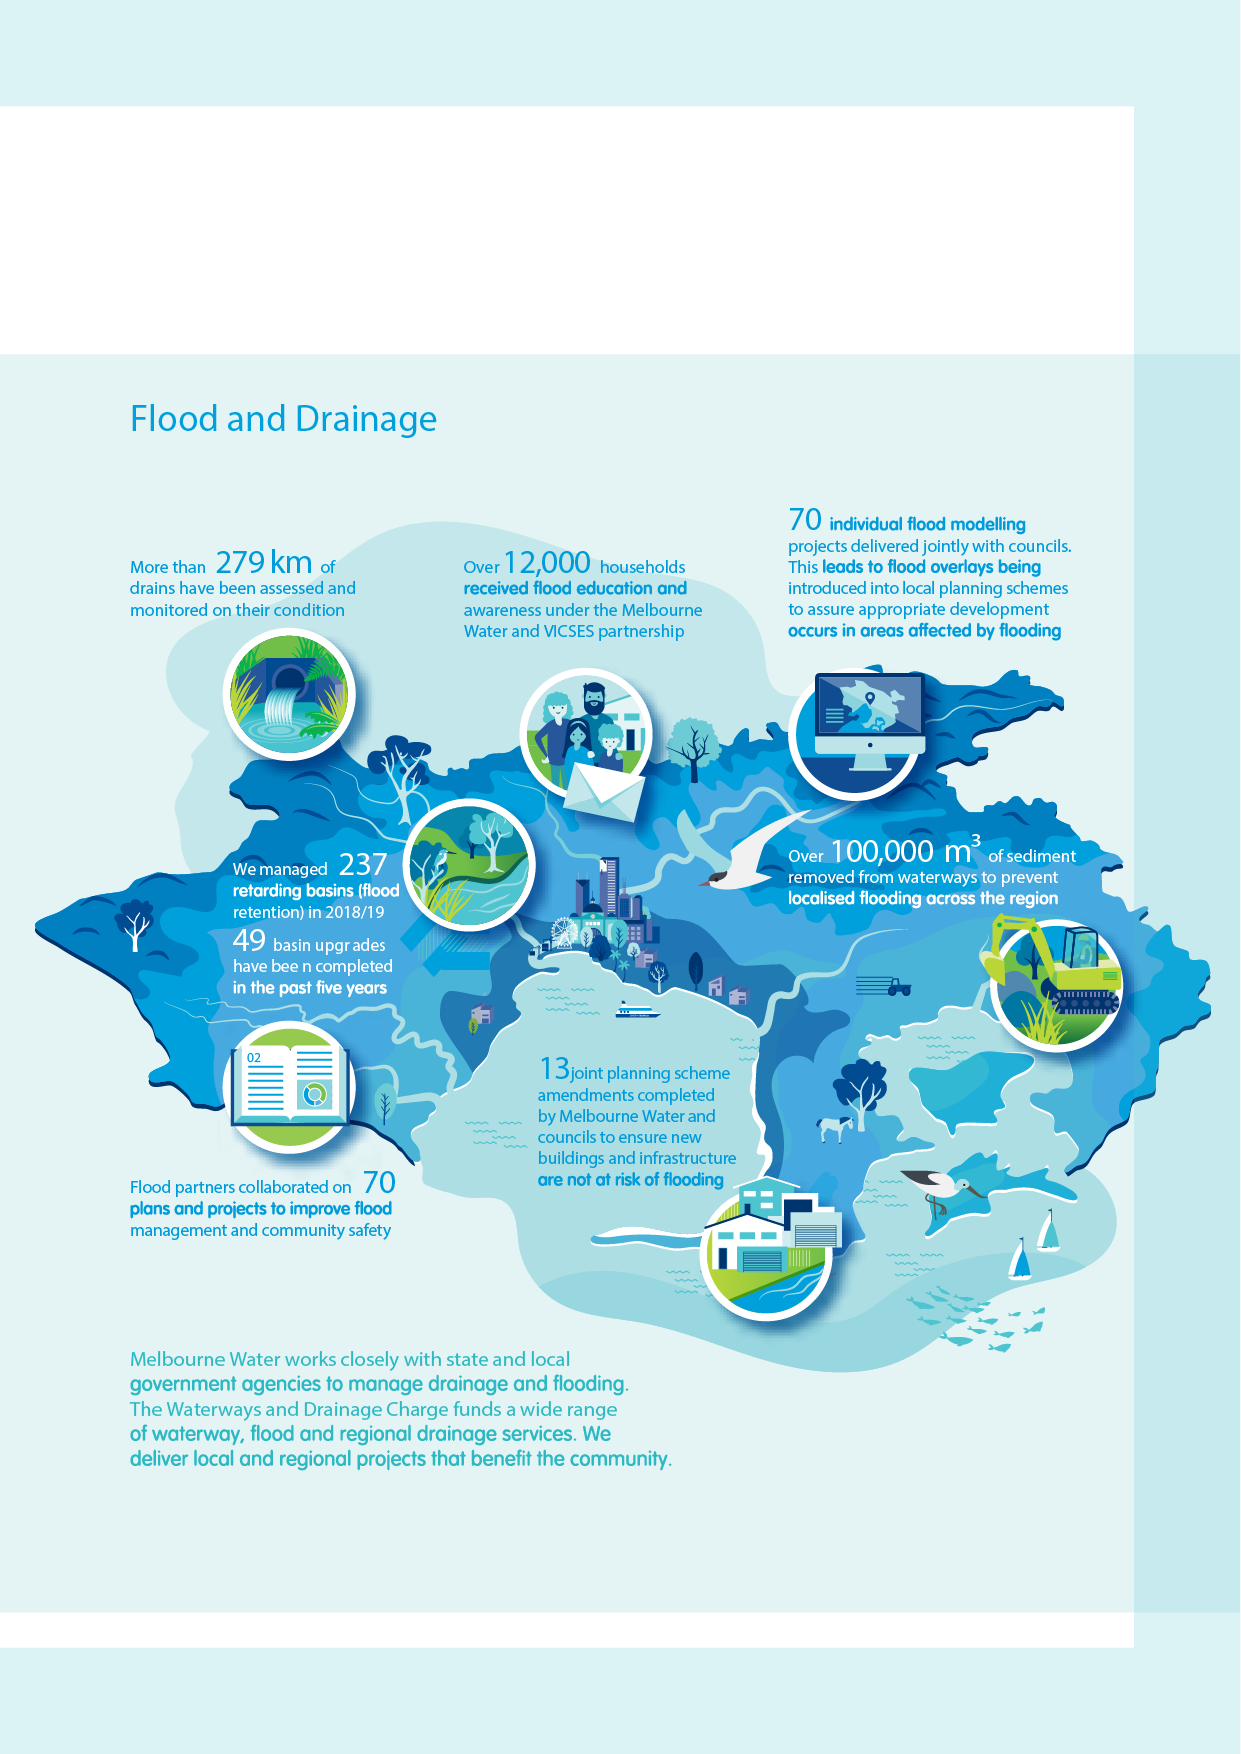 Flood and Drainage
More than 279 km of
drains have been assessed and
monitored on their condition
Over 12,000 households
received flood education and
awareness under the Melbourne
Water and VICSES partnership
70 individual flood modelling
projects delivered jointly with councils.
This leads to flood overlays being
introduced into local planning schemes
to assure appropriate development
occurs in areas affected by flooding
We managed 237
retarding basins (flood
retention) in 2018/19
49 basin upgr ades
have bee n completed
in the past five years
Over 100,000 m³ of sediment
removed from waterways to prevent
localised flooding across the region
02
13 joint planning scheme
amendments completed
by Melbourne Water and
councils to ensure new
buildings and infrastructure
are not at risk of flooding
Flood partners collaborated on 70
plans and projects to improve flood
management and community safety
Melbourne Water works closely with state and local
government agencies to manage drainage and flooding.
The Waterways and Drainage Charge funds a wide range
of waterway, flood and regional drainage services. We
deliver local and regional projects that benefit the community.